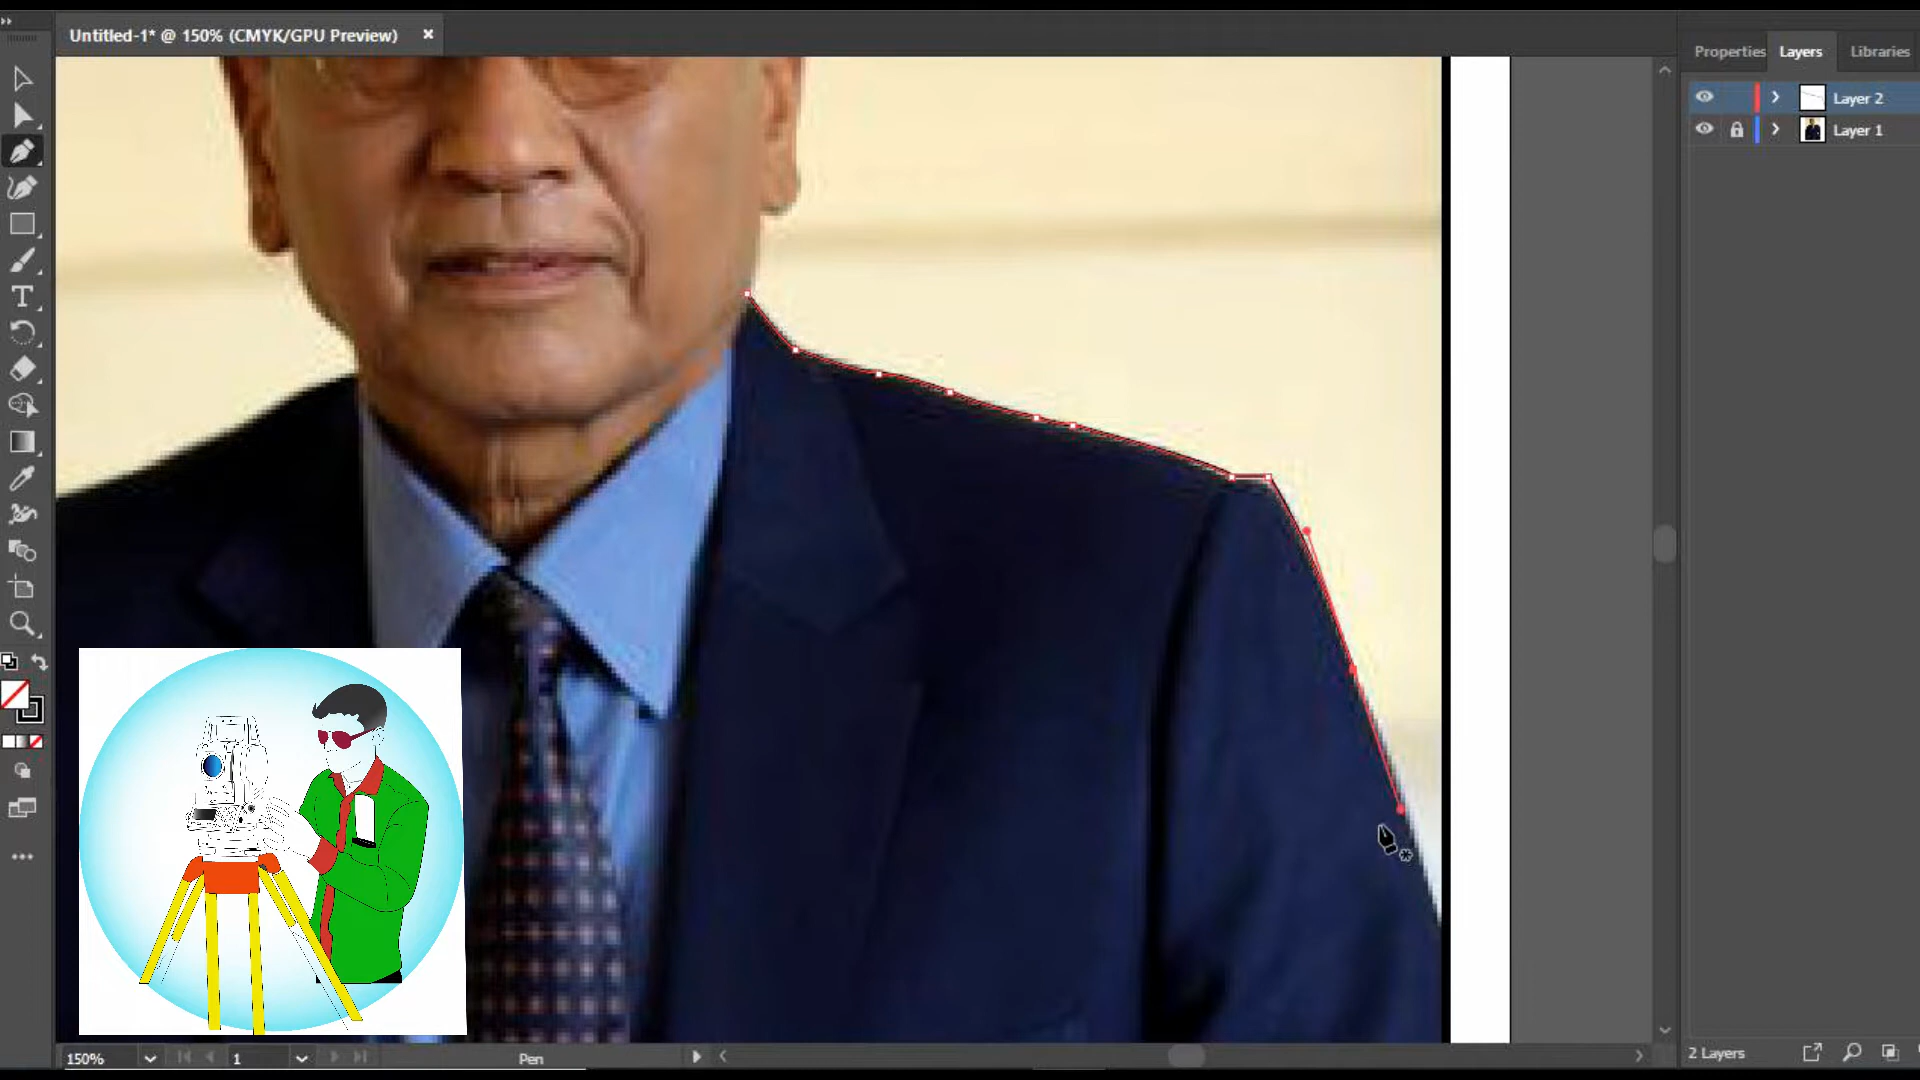 Untitled-1* @ 150% (CMYK/GPU Preview)
Properties
Layers
Libraries
Layer 2
Layer 1
150%
1
Pen
2 Layers